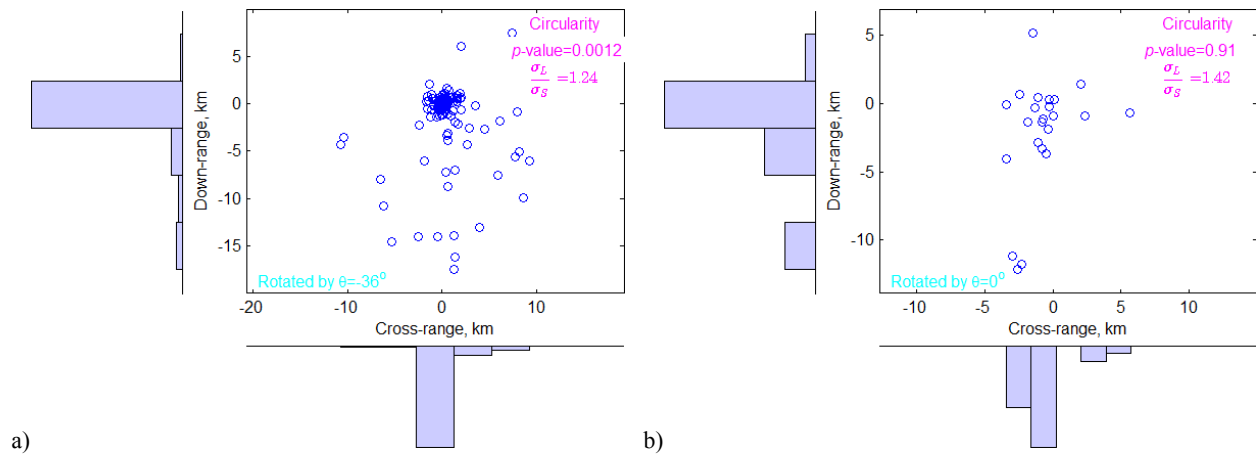 Circularity
p-value=0.0012
σL/σS =1.24
5
0
-5
-10
-15
Down-range, km
Rotated by θ=-36°
-20 -10 0 10
Cross-range, km
a)
Circularity
p-value=0.91
σL/σS =1.42
5
0
-5
-10
Down-range, km
Rotated by θ=0°
-10 -5 0 5 10
Cross-range, km
b)